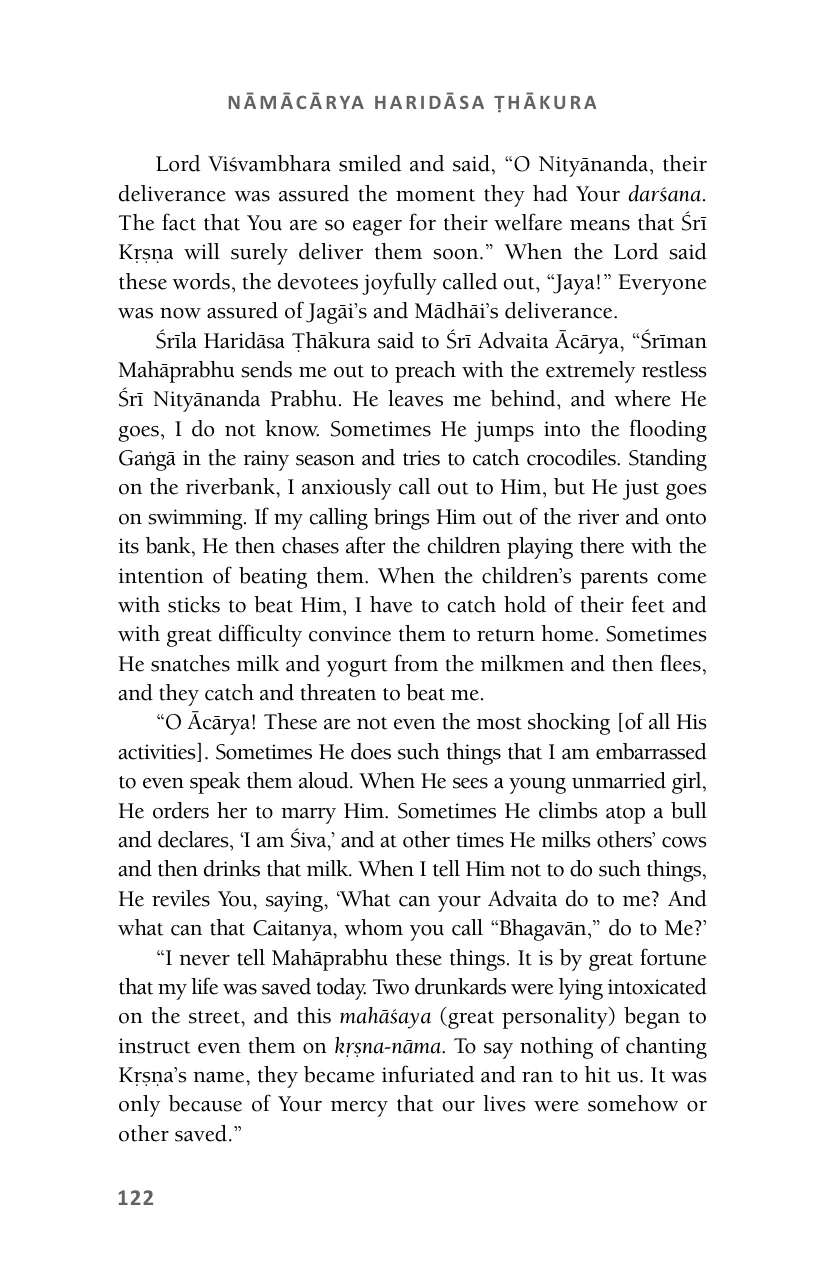 NĀMĀCĀRYA HARIDĀSA ṬHĀKURA
Lord Viśvambhara smiled and said, “O Nityānanda, their
deliverance was assured the moment they had Your darśana.
The fact that You are so eager for their welfare means that Śrī
Kṛṣṇa will surely deliver them soon.” When the Lord said
these words, the devotees joyfully called out, “Jaya!” Everyone
was now assured of Jagāi’s and Mādhāi’s deliverance.
Śrīla Haridāsa Ṭhākura said to Śrī Advaita Ācārya, “Śrīman
Mahāprabhu sends me out to preach with the extremely restless
Śrī Nityānanda Prabhu. He leaves me behind, and where He
goes, I do not know. Sometimes He jumps into the flooding
Gaṅgā in the rainy season and tries to catch crocodiles. Standing
on the riverbank, I anxiously call out to Him, but He just goes
on swimming. If my calling brings Him out of the river and onto
its bank, He then chases after the children playing there with the
intention of beating them. When the children’s parents come
with sticks to beat Him, I have to catch hold of their feet and
with great difficulty convince them to return home. Sometimes
He snatches milk and yogurt from the milkmen and then flees,
and they catch and threaten to beat me.
“O Ācārya! These are not even the most shocking [of all His
activities]. Sometimes He does such things that I am embarrassed
to even speak them aloud. When He sees a young unmarried girl,
He orders her to marry Him. Sometimes He climbs atop a bull
and declares, ‘I am Śiva,’ and at other times He milks others’ cows
and then drinks that milk. When I tell Him not to do such things,
He reviles You, saying, ‘What can your Advaita do to me? And
what can that Caitanya, whom you call “Bhagavān,” do to Me?’
“I never tell Mahāprabhu these things. It is by great fortune
that my life was saved today. Two drunkards were lying intoxicated
on the street, and this mahāśaya (great personality) began to
instruct even them on kṛṣna-nāma. To say nothing of chanting
Kṛṣṇa’s name, they became infuriated and ran to hit us. It was
only because of Your mercy that our lives were somehow or
other saved.”
122